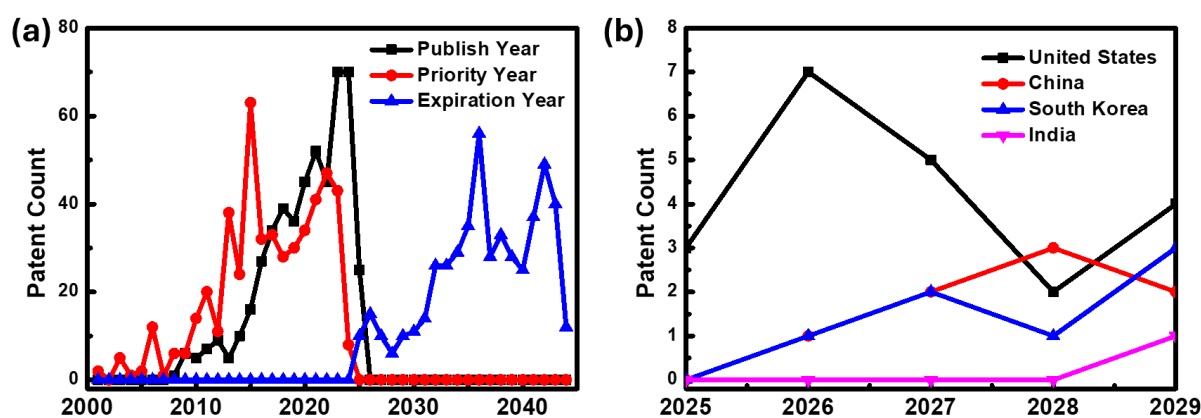 (a)
Patent Count
80
60
40
20
0
Publish Year
Priority Year
Expiration Year
2000 2010 2020 2030 2040
(b)
Patent Count
8
7
6
5
4
3
2
1
0
United States
China
South Korea
India
2025 2026 2027 2028 2029